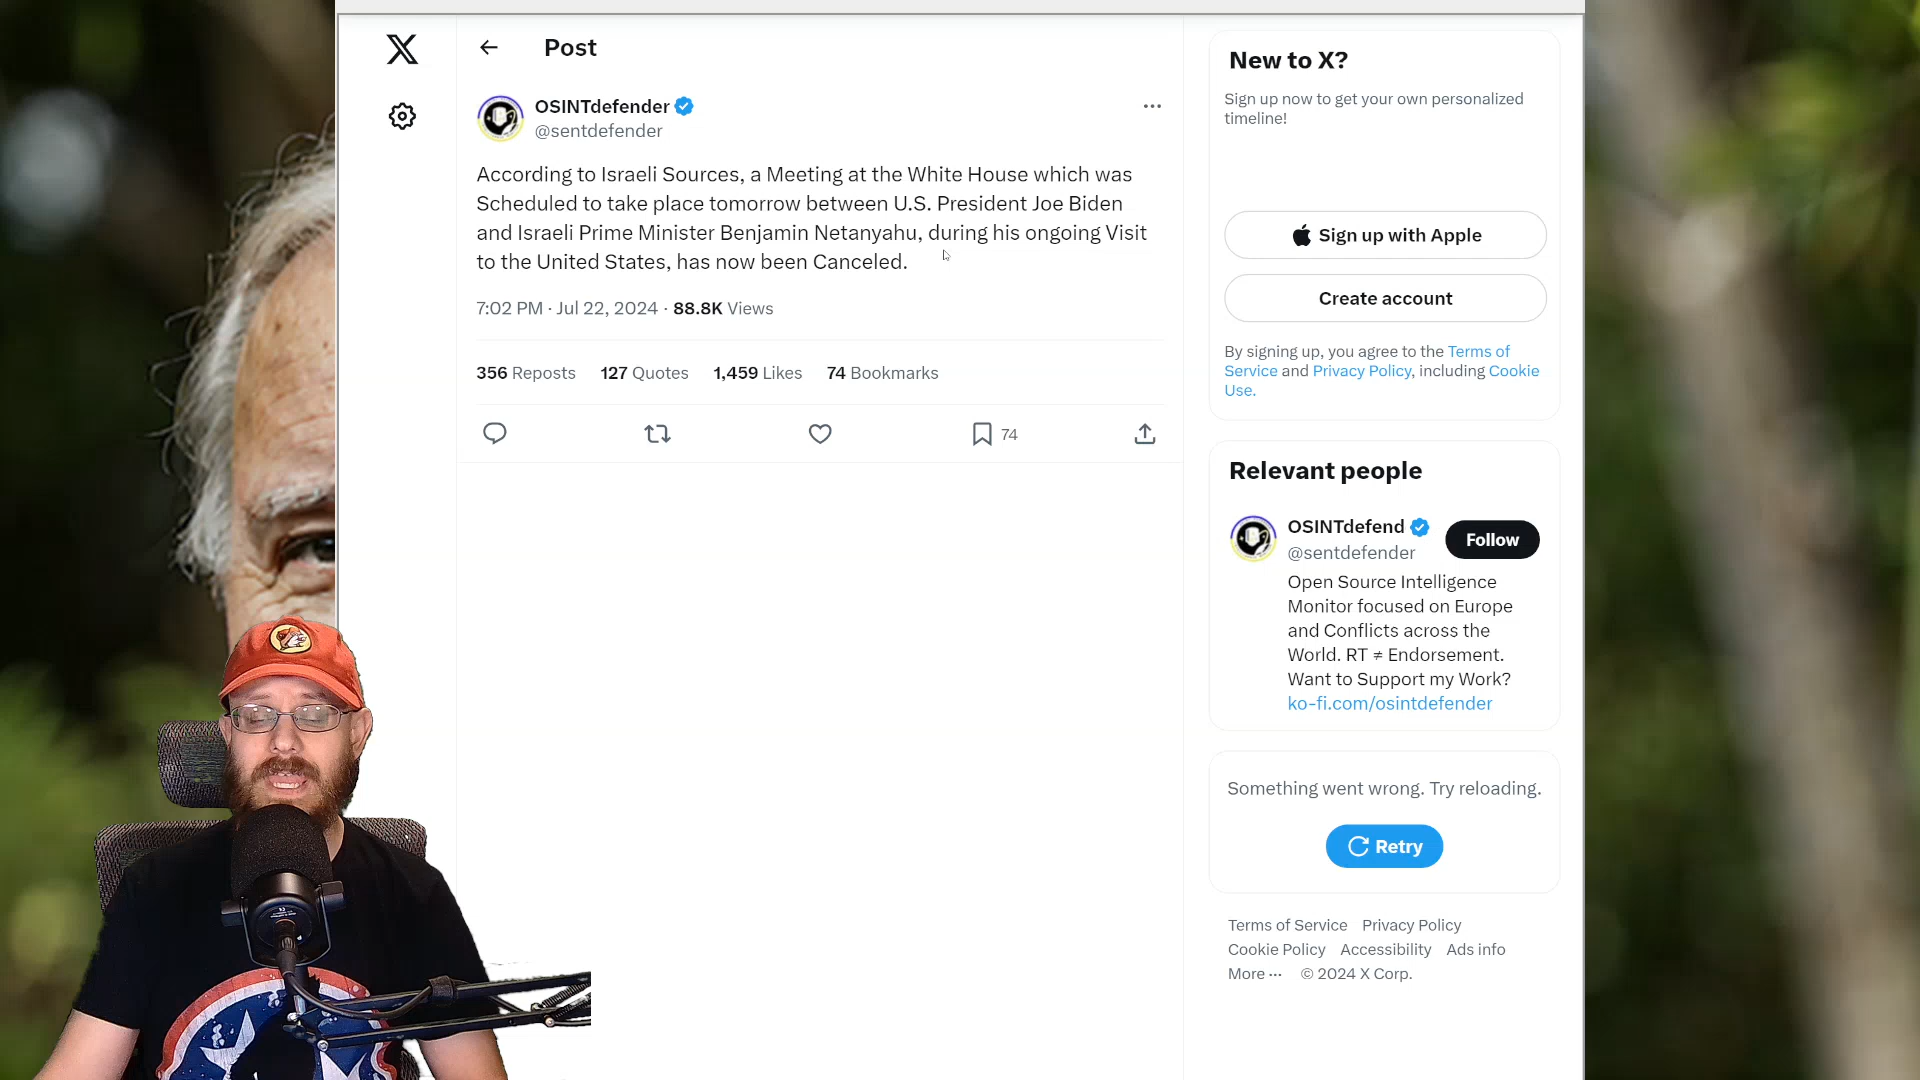 Post
OSINTdefender
@sentdefender
According to Israeli Sources, a Meeting at the White House which was
Scheduled to take place tomorrow between U.S. President Joe Biden
and Israeli Prime Minister Benjamin Netanyahu, during his ongoing Visit
to the United States, has now been Canceled.
7:02 PM · Jul 22, 2024 · 88.8K Views
356 Reposts 127 Quotes 1,459 Likes 74 Bookmarks
74
New to X?
Sign up now to get your own personalized
timeline!
Sign up with Apple
Create account
By signing up, you agree to the Terms of
Service and Privacy Policy, including Cookie
Use.
Relevant people
OSINTdefend
@sentdefender
Follow
Open Source Intelligence
Monitor focused on Europe
and Conflicts across the
World. RT ≠ Endorsement.
Want to Support my Work?
ko-fi.com/osintdefender
Something went wrong. Try reloading.
Retry
Terms of Service Privacy Policy
Cookie Policy Accessibility Ads info
More ··· © 2024 X Corp.